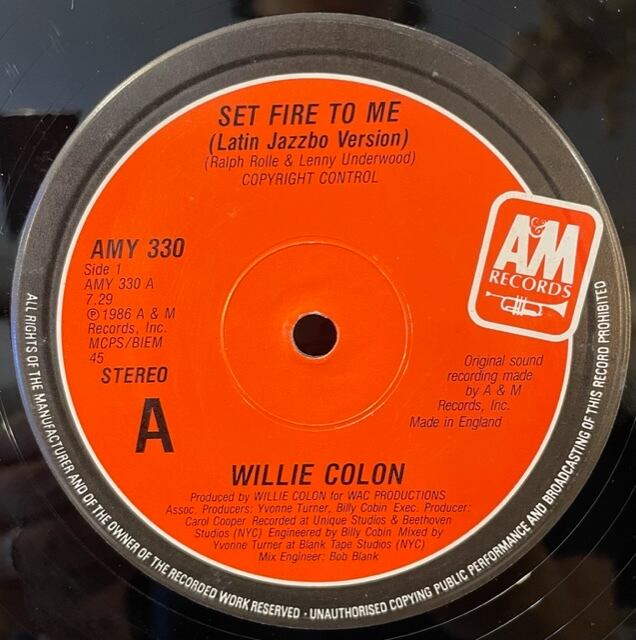 SET FIRE TO ME
(Latin Jazzbo Version)
(Ralph Rolle & Lenny Underwood)
COPYRIGHT CONTROL
AMY 330
Side 1
AMY 330 A
7.29
℗ 1986 A & M
Records, Inc.
MCPS/BIEM
45
STEREO
A
A&M
RECORDS
Original sound
recording made
by A & M
Records, Inc.
Made in England
WILLIE COLON
Produced by WILLIE COLON for WAC PRODUCTIONS
Assoc. Producers: Yvonne Turner, Billy Cobin Exec. Producer:
Carol Cooper Recorded at Unique Studios & Beethoven
Studios (NYC) Engineered by Billy Cobin Mixed by
Yvonne Turner at Blank Tape Studios (NYC)
Mix Engineer: Bob Blank
ALL RIGHTS OF THE MANUFACTURER AND OF THE OWNER OF THE RECORDED WORK RESERVED · UNAUTHORISED COPYING PUBLIC PERFORMANCE AND BROADCASTING OF THIS RECORD PROHIBITED